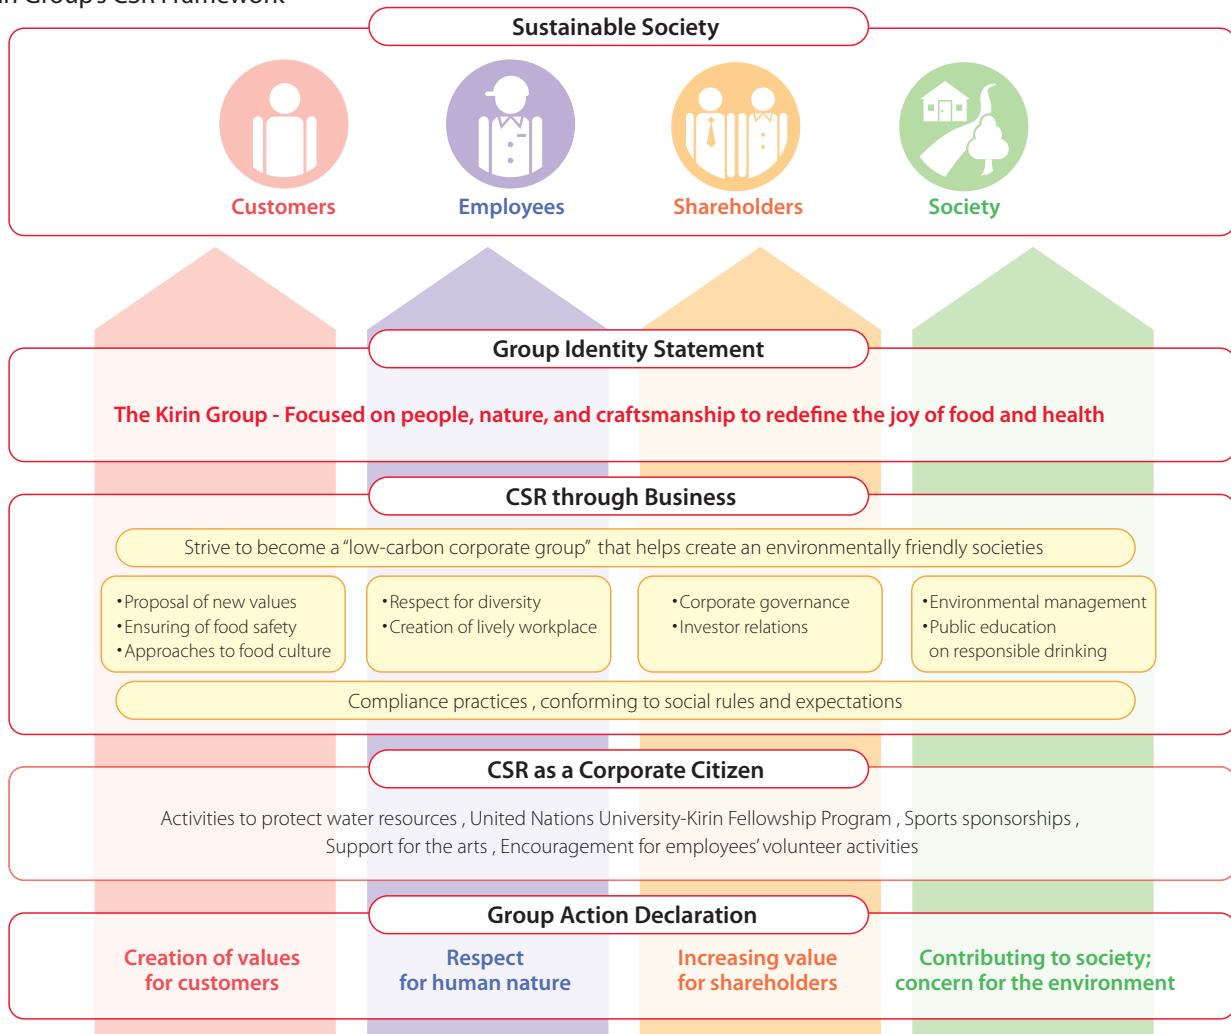 in Group's CSR Framework
Sustainable Society
Customers
Employees
Shareholders
Society
Group Identity Statement
The Kirin Group - Focused on people, nature, and craftsmanship to redefine the joy of food and health
CSR through Business
Strive to become a "low-carbon corporate group" that helps create an environmentally friendly societies
•Proposal of new values
•Ensuring of food safety
•Approaches to food culture
•Respect for diversity
•Creation of lively workplace
•Corporate governance
•Investor relations
•Environmental management
•Public education
on responsible drinking
Compliance practices , conforming to social rules and expectations
CSR as a Corporate Citizen
Activities to protect water resources , United Nations University-Kirin Fellowship Program , Sports sponsorships ,
Support for the arts , Encouragement for employees' volunteer activities
Group Action Declaration
Creation of values
for customers
Respect
for human nature
Increasing value
for shareholders
Contributing to society;
concern for the environment